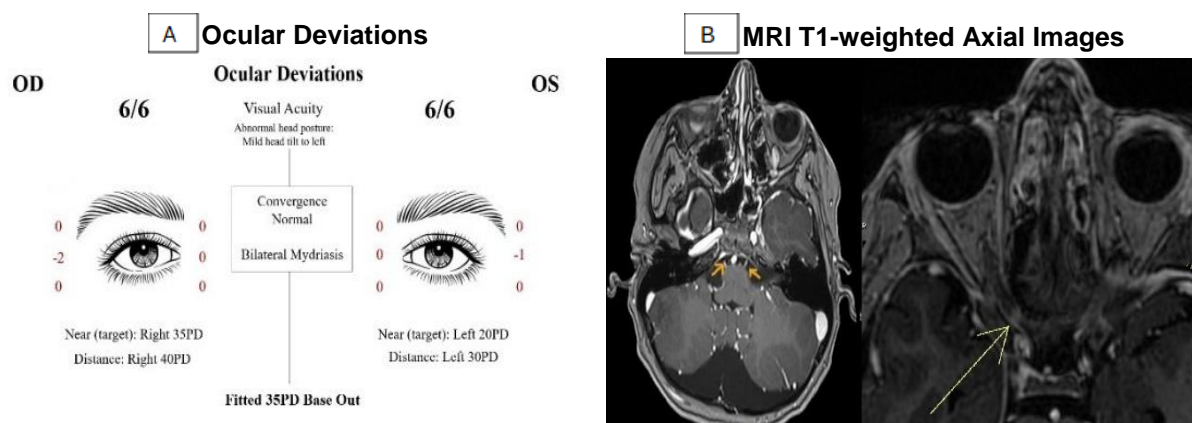 A Ocular Deviations
Ocular Deviations
OD
OS
6/6
Visual Acuity
6/6
Abnormal head posture:
Mild head tilt to left
Convergence
Normal
Bilateral Mydriasis
0 0 0 0
-2 0 0 -1
0 0 0 0
Near (target): Right 35PD
Distance: Right 40PD
Near (target): Left 20PD
Distance: Left 30PD
Fitted 35PD Base Out
B MRI T1-weighted Axial Images